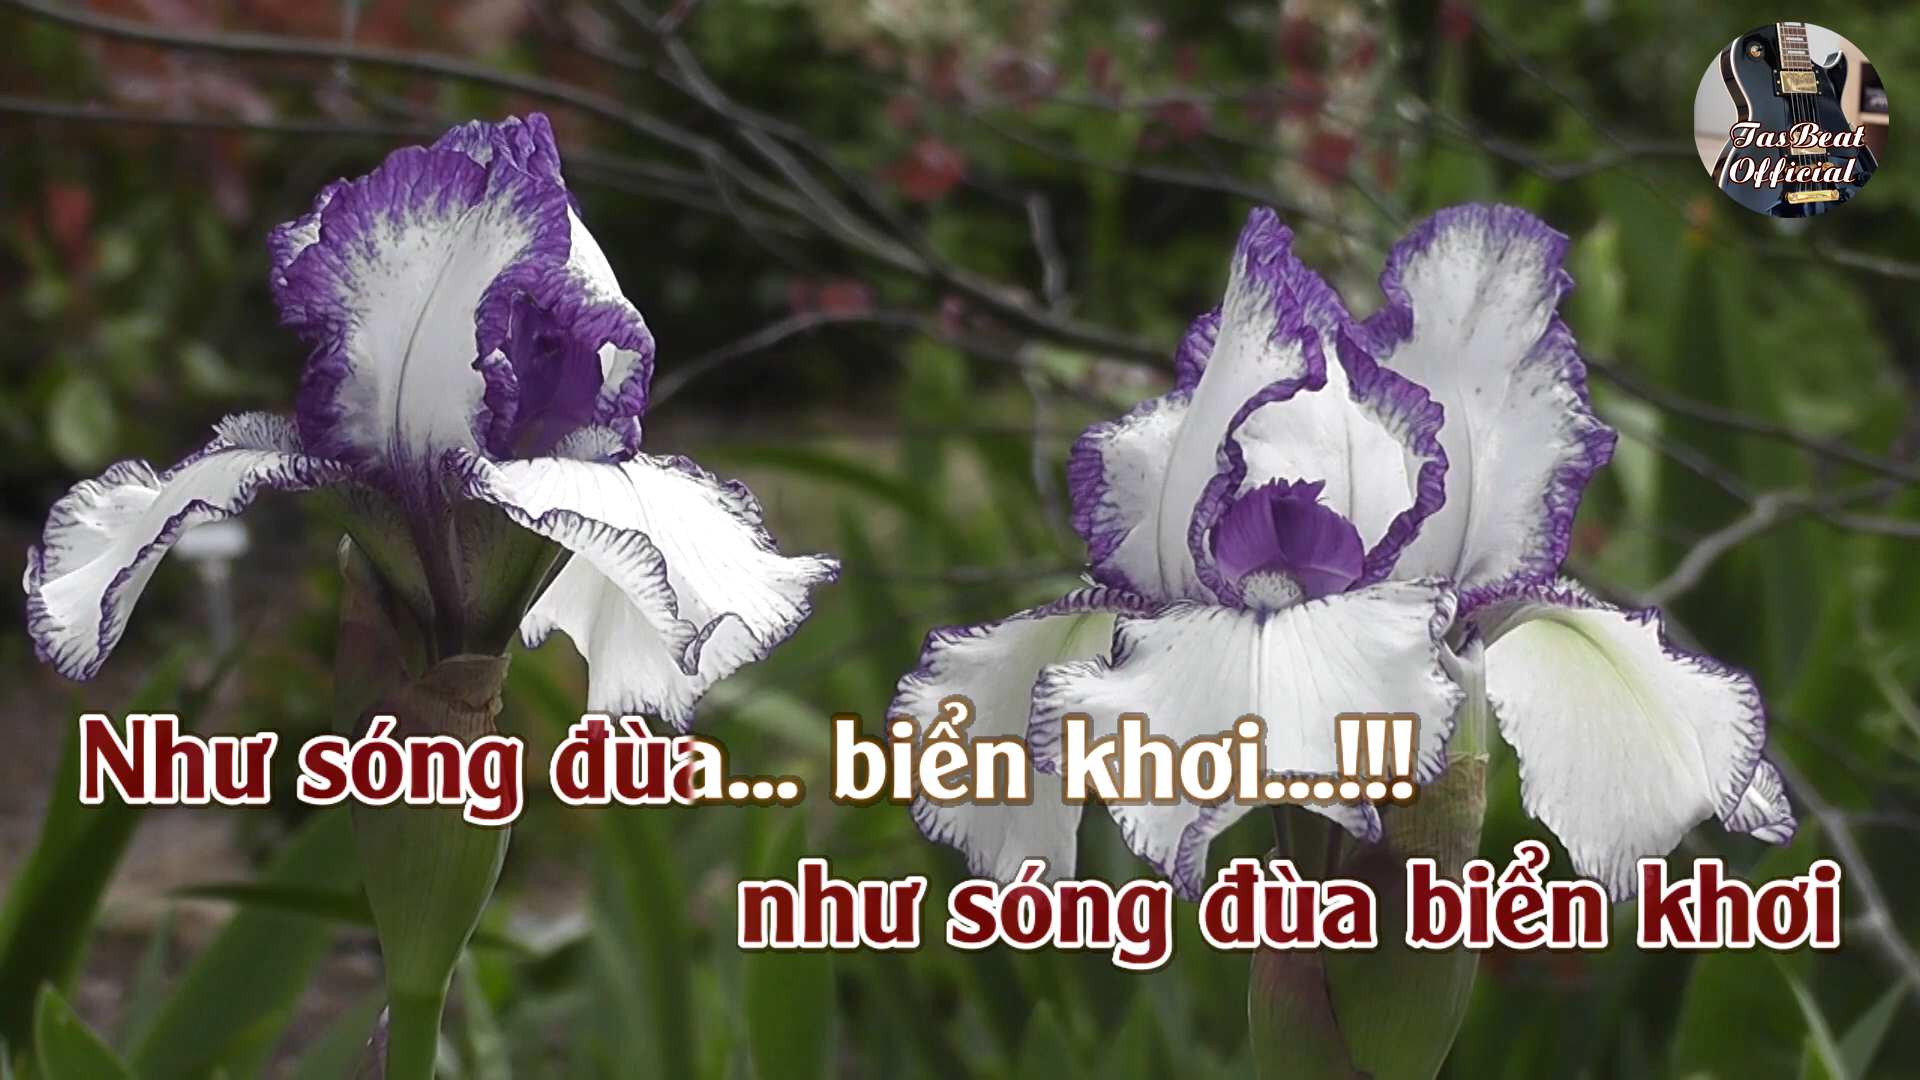 TasBeat
Official
Như sóng đùa... biển khơi...!!!
như sóng đùa biển khơi